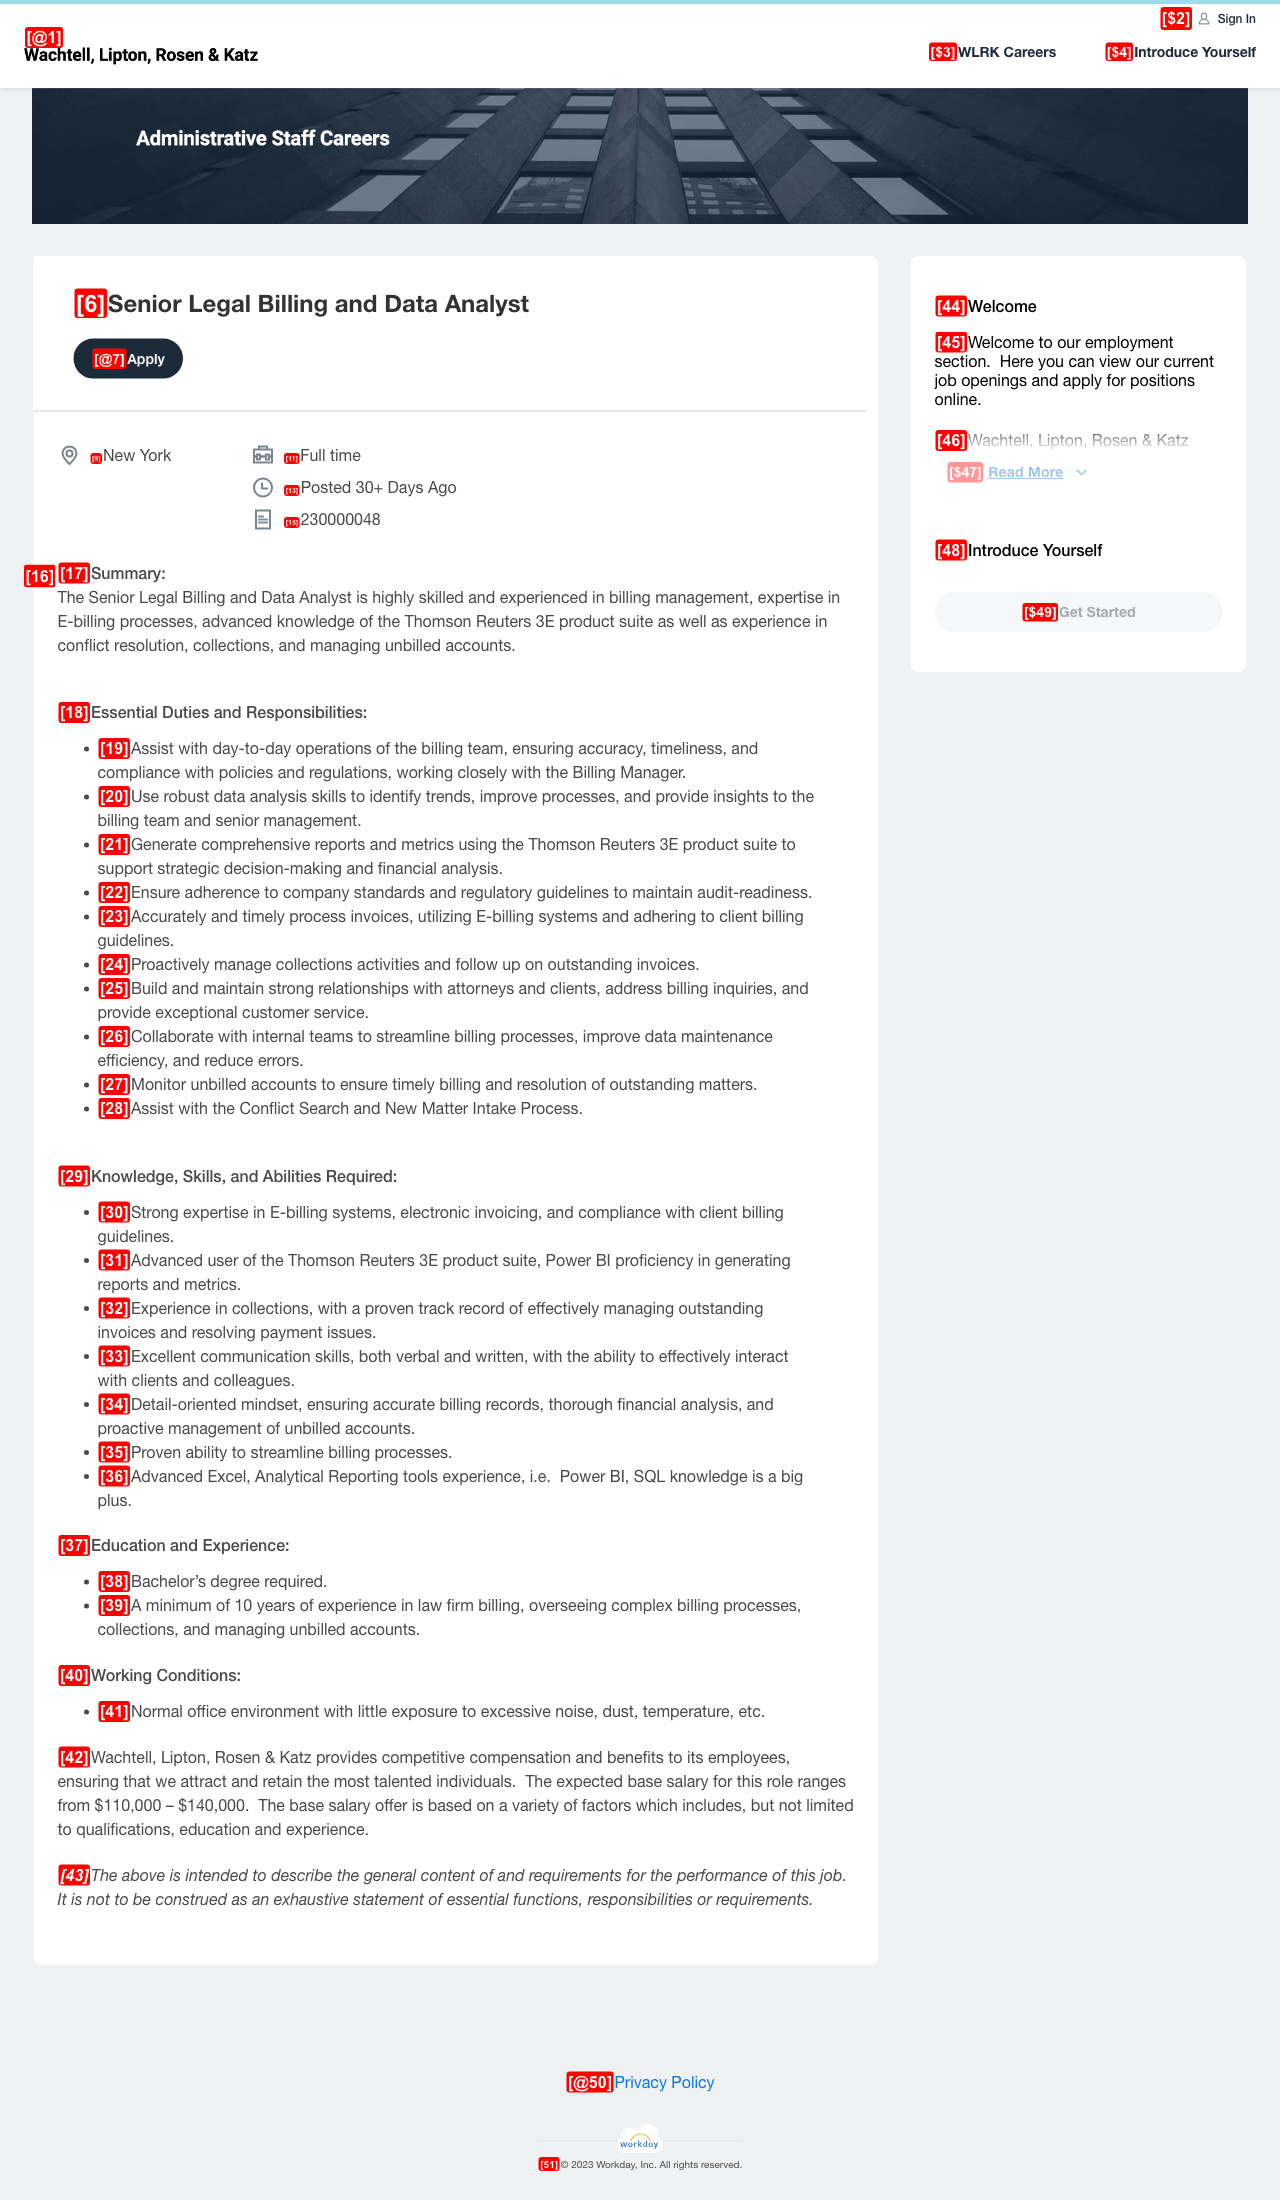 [$2] Sign In
[@1]
Wachtell, Lipton, Rosen & Katz
[$3]WLRK Careers
[$4]Introduce Yourself
Administrative Staff Careers
[6]Senior Legal Billing and Data Analyst
[@7]Apply
[9]New York
[11]Full time
[13]Posted 30+ Days Ago
[15]230000048
[16] [17]Summary:
The Senior Legal Billing and Data Analyst is highly skilled and experienced in billing management, expertise in
E-billing processes, advanced knowledge of the Thomson Reuters 3E product suite as well as experience in
conflict resolution, collections, and managing unbilled accounts.
[18]Essential Duties and Responsibilities:
• [19]Assist with day-to-day operations of the billing team, ensuring accuracy, timeliness, and
compliance with policies and regulations, working closely with the Billing Manager.
• [20]Use robust data analysis skills to identify trends, improve processes, and provide insights to the
billing team and senior management.
• [21]Generate comprehensive reports and metrics using the Thomson Reuters 3E product suite to
support strategic decision-making and financial analysis.
• [22]Ensure adherence to company standards and regulatory guidelines to maintain audit-readiness.
• [23]Accurately and timely process invoices, utilizing E-billing systems and adhering to client billing
guidelines.
• [24]Proactively manage collections activities and follow up on outstanding invoices.
• [25]Build and maintain strong relationships with attorneys and clients, address billing inquiries, and
provide exceptional customer service.
• [26]Collaborate with internal teams to streamline billing processes, improve data maintenance
efficiency, and reduce errors.
• [27]Monitor unbilled accounts to ensure timely billing and resolution of outstanding matters.
• [28]Assist with the Conflict Search and New Matter Intake Process.
[29]Knowledge, Skills, and Abilities Required:
• [30]Strong expertise in E-billing systems, electronic invoicing, and compliance with client billing
guidelines.
• [31]Advanced user of the Thomson Reuters 3E product suite, Power BI proficiency in generating
reports and metrics.
• [32]Experience in collections, with a proven track record of effectively managing outstanding
invoices and resolving payment issues.
• [33]Excellent communication skills, both verbal and written, with the ability to effectively interact
with clients and colleagues.
• [34]Detail-oriented mindset, ensuring accurate billing records, thorough financial analysis, and
proactive management of unbilled accounts.
• [35]Proven ability to streamline billing processes.
• [36]Advanced Excel, Analytical Reporting tools experience, i.e.  Power BI, SQL knowledge is a big
plus.
[37]Education and Experience:
• [38]Bachelor’s degree required.
• [39]A minimum of 10 years of experience in law firm billing, overseeing complex billing processes,
collections, and managing unbilled accounts.
[40]Working Conditions:
• [41]Normal office environment with little exposure to excessive noise, dust, temperature, etc.
[42]Wachtell, Lipton, Rosen & Katz provides competitive compensation and benefits to its employees,
ensuring that we attract and retain the most talented individuals.  The expected base salary for this role ranges
from $110,000 – $140,000.  The base salary offer is based on a variety of factors which includes, but not limited
to qualifications, education and experience.
[43]The above is intended to describe the general content of and requirements for the performance of this job.
It is not to be construed as an exhaustive statement of essential functions, responsibilities or requirements.
[44]Welcome
[45]Welcome to our employment
section.  Here you can view our current
job openings and apply for positions
online.
[46]Wachtell, Lipton, Rosen & Katz
[$47] Read More
[48]Introduce Yourself
[$49]Get Started
[@50]Privacy Policy
workday
[51]© 2023 Workday, Inc. All rights reserved.